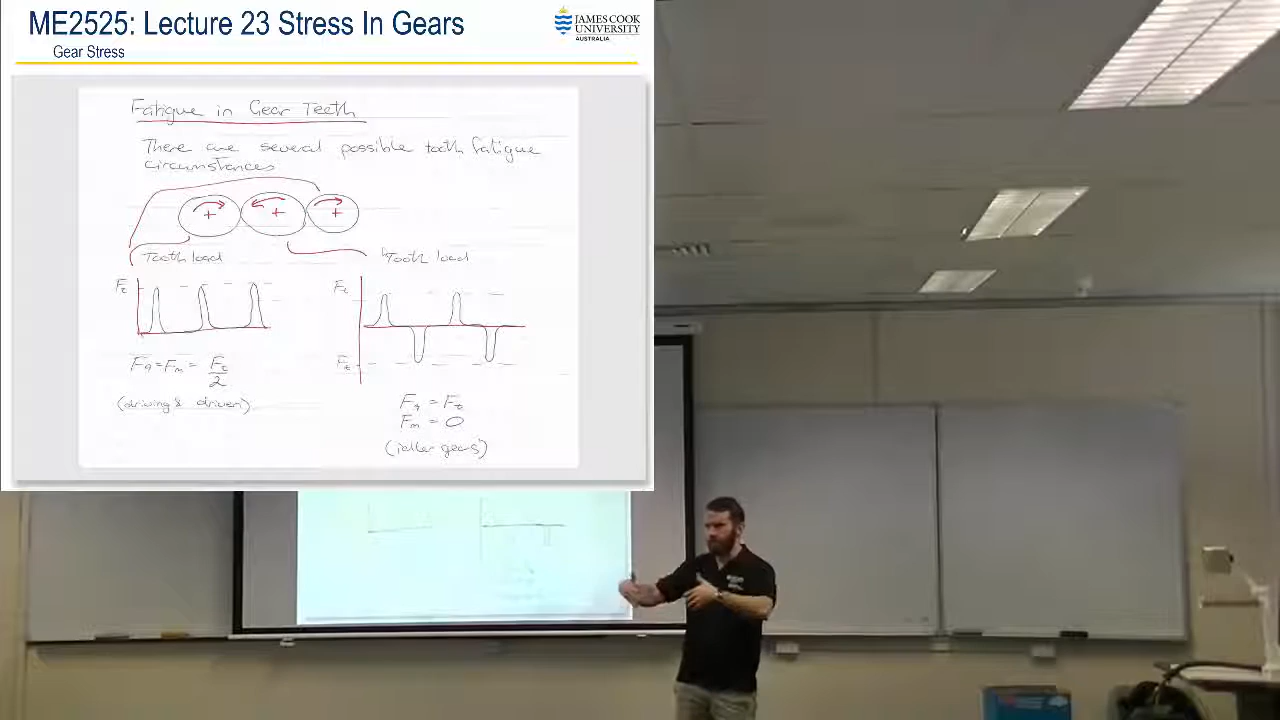 ME2525: Lecture 23 Stress In Gears
Gear Stress
JAMES COOK
UNIVERSITY
AUSTRALIA
Fatigue in Gear Teeth
There are several possible tooth fatigue
circumstances
Tooth load
Tooth load
Ft
Ft
Ft
Fa = Fm = Ft/2
(driving & driven)
Fa = Ft
Fm = 0
(idler gears)